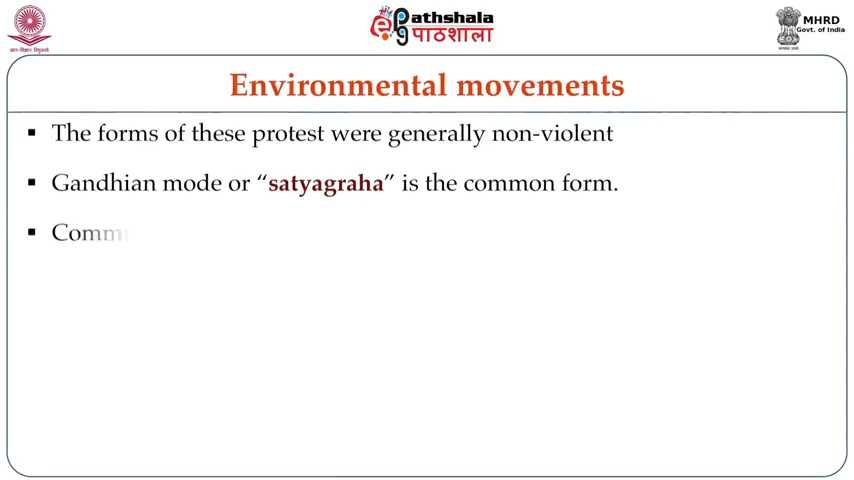 Pathshala
पाठशाला
MHRD
Govt. of India
Environmental movements
▪ The forms of these protest were generally non-violent
▪ Gandhian mode or “satyagraha” is the common form.
▪ Comm